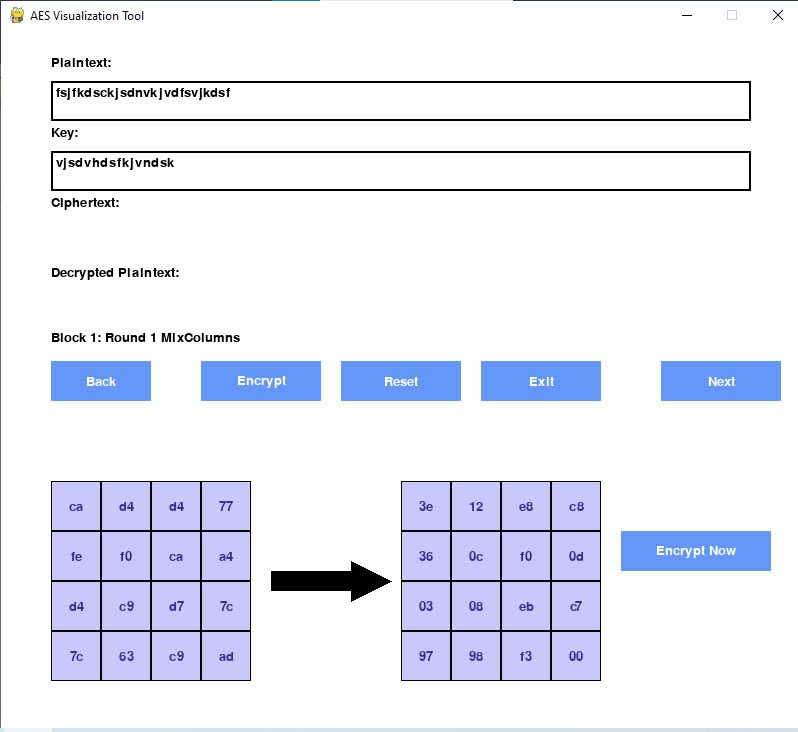 AES Visualization Tool
Plaintext:
fsjfkdsckjsdnvkjvdfsvjkdsf
Key:
vjsdvhdsfkjvndsk
Ciphertext:
Decrypted Plaintext:
Block 1: Round 1 MixColumns
Back Encrypt Reset Exit Next
ca d4 d4 77 3e 12 e8 c8
fe f0 ca a4 36 0c f0 0d
Encrypt Now
d4 c9 d7 7c 03 08 eb c7
7c 63 c9 ad 97 98 f3 00